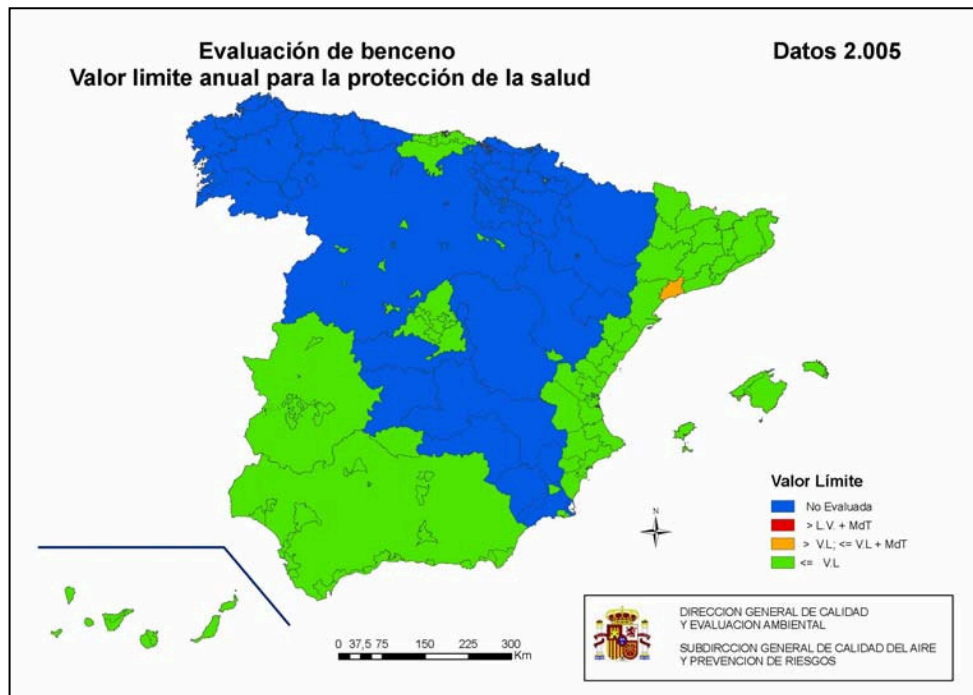 Evaluación de benceno
Valor limite anual para la protección de la salud
Datos 2.005
Valor Límite
No Evaluada
> L.V. + MdT
> V.L; <= V.L + MdT
<= V.L
N
0 37,5 75 150 225 300
Km
DIRECCION GENERAL DE CALIDAD
Y EVALUACION AMBIENTAL
SUBDIRCCION GENERAL DE CALIDAD DEL AIRE
Y PREVENCION DE RIESGOS